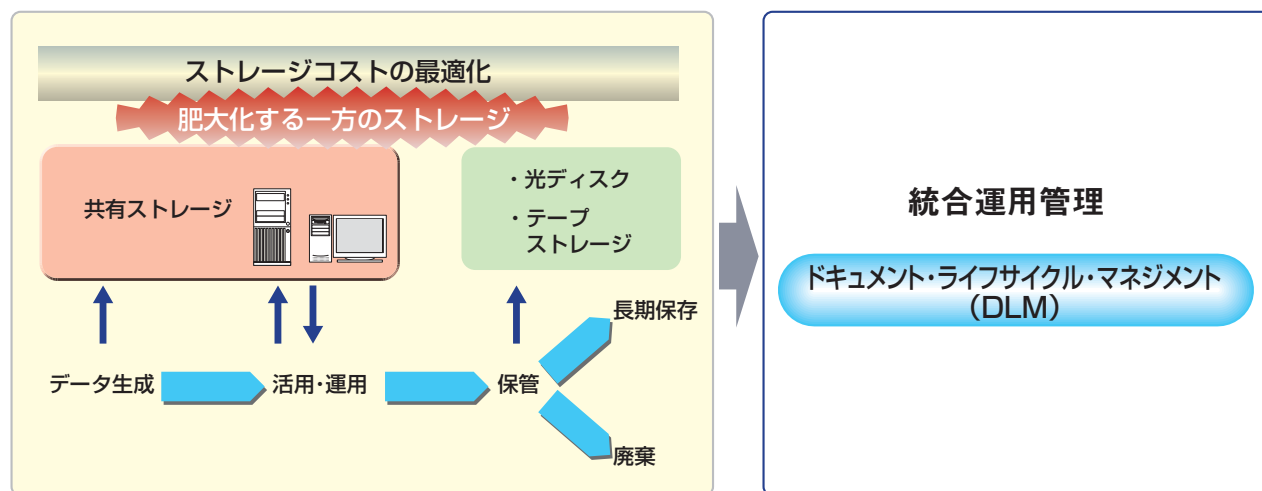 ストレージコストの最適化
肥大化する一方のストレージ
共有ストレージ
・光ディスク
・テープ
ストレージ
長期保存
データ生成
活用・運用
保管
廃棄
統合運用管理
ドキュメント・ライフサイクル・マネジメント
（DLM）